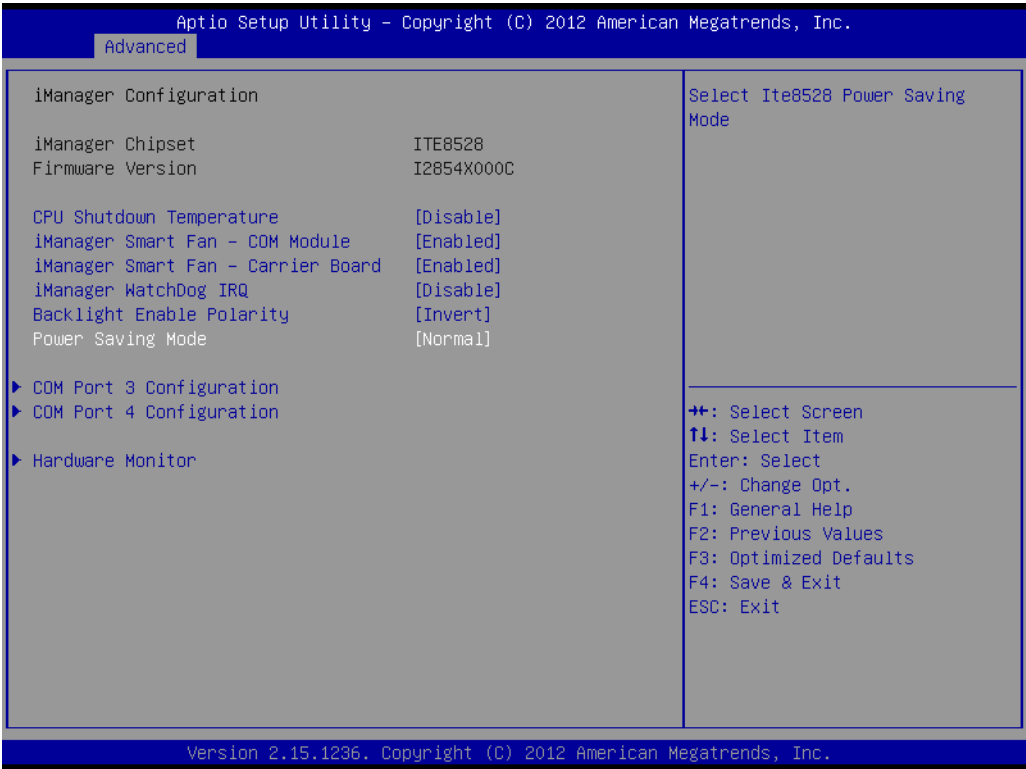 Aptio Setup Utility – Copyright (C) 2012 American Megatrends, Inc.
Advanced
iManager Configuration
iManager Chipset ITE8528
Firmware Version I2854X000C
CPU Shutdown Temperature [Disable]
iManager Smart Fan – COM Module [Enabled]
iManager Smart Fan – Carrier Board [Enabled]
iManager WatchDog IRQ [Disable]
Backlight Enable Polarity [Invert]
Power Saving Mode [Normal]
COM Port 3 Configuration
COM Port 4 Configuration
Hardware Monitor
Select Ite8528 Power Saving
Mode
→←: Select Screen
↑↓: Select Item
Enter: Select
+/-: Change Opt.
F1: General Help
F2: Previous Values
F3: Optimized Defaults
F4: Save & Exit
ESC: Exit
Version 2.15.1236. Copyright (C) 2012 American Megatrends, Inc.